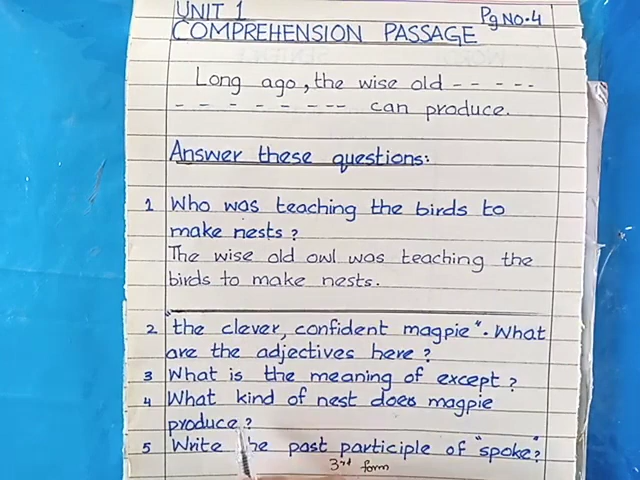 UNIT 1 Pg No.4
COMPREHENSION PASSAGE
Long ago, the wise old - - - - -
- - - - - - - - - can produce.
Answer these questions:
1 Who was teaching the birds to
make nests?
The wise old owl was teaching the
birds to make nests.
2 "the clever, confident magpie". What
are the adjectives here?
3 What is the meaning of except?
4 What kind of nest does magpie
produce?
5 Write the past participle of "spoke"?
3rd form